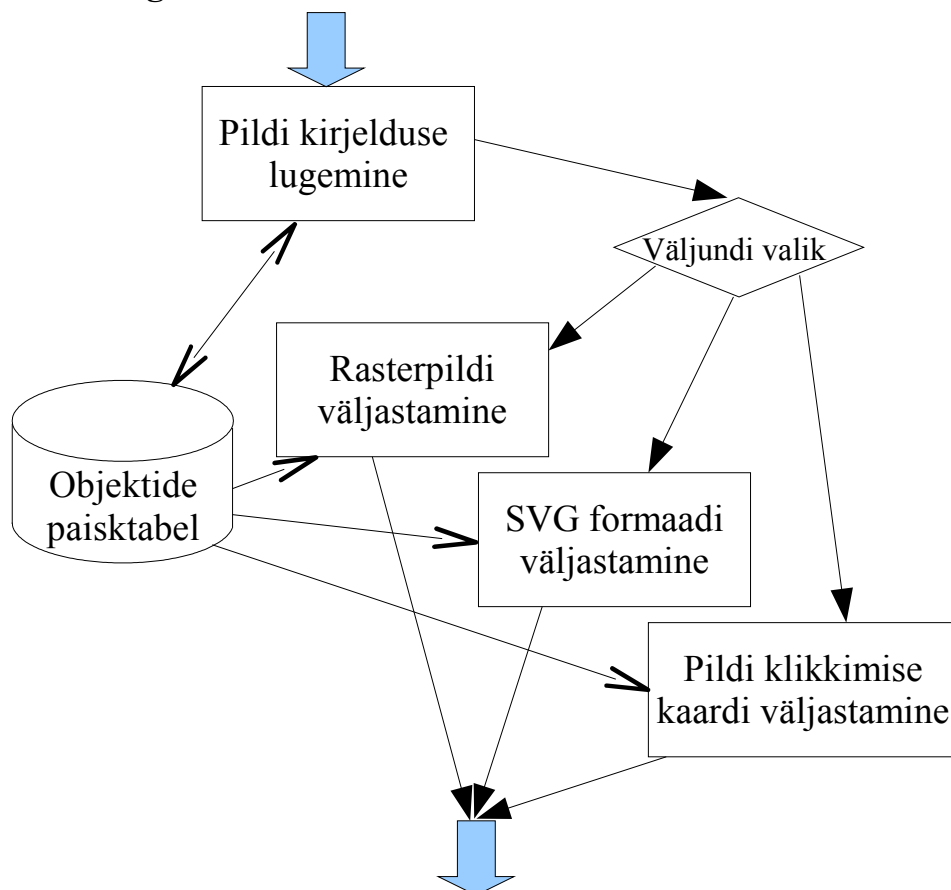 Pildi kirjelduse
lugemine
Väljundi valik
Rasterpildi
väljastamine
Objektide
paisktabel
SVG formaadi
väljastamine
Pildi klikkimise
kaardi väljastamine